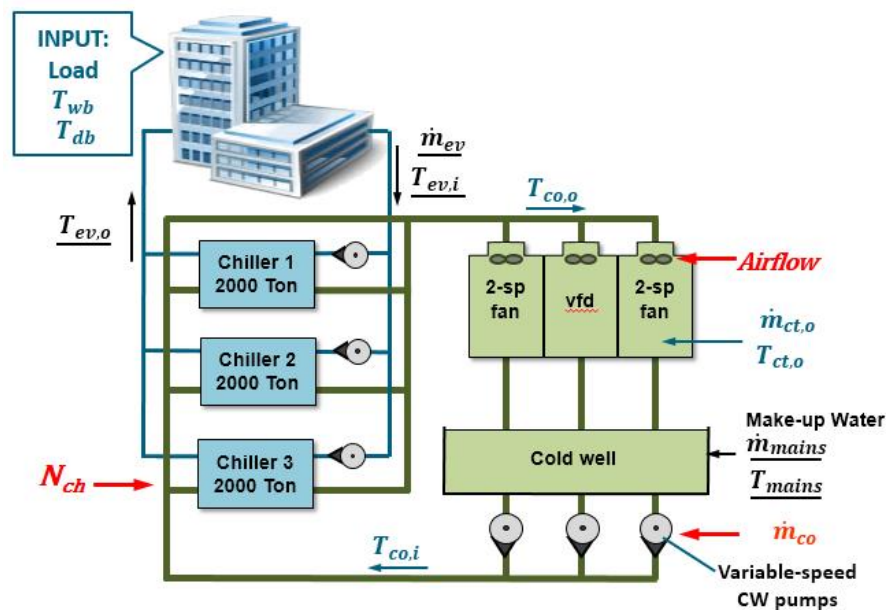 INPUT:
Load
T_wb
T_db
ṁ_ev
T_ev,i
T_ev,o
T_co,o
Chiller 1
2000 Ton
Chiller 2
2000 Ton
Chiller 3
2000 Ton
N_ch
2-sp
fan
vfd
2-sp
fan
Airflow
ṁ_ct,o
T_ct,o
Make-up Water
ṁ_mains
T_mains
Cold well
T_co,i
ṁ_co
Variable-speed
CW pumps